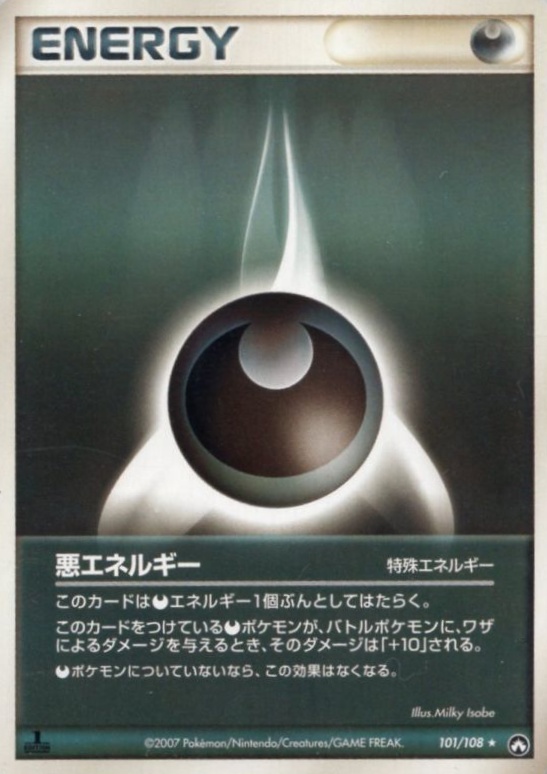 ENERGY
悪エネルギー
特殊エネルギー
このカードはエネルギー1個ぶんとしてはたらく。
このカードをつけているポケモンが、バトルポケモンに、ワザ
によるダメージを与えるとき、そのダメージは「+10」される。
ポケモンについていないなら、この効果はなくなる。
Illus.Milky Isobe
1
EDITION
©2007 Pokémon/Nintendo/Creatures/GAME FREAK.
101/108 ★